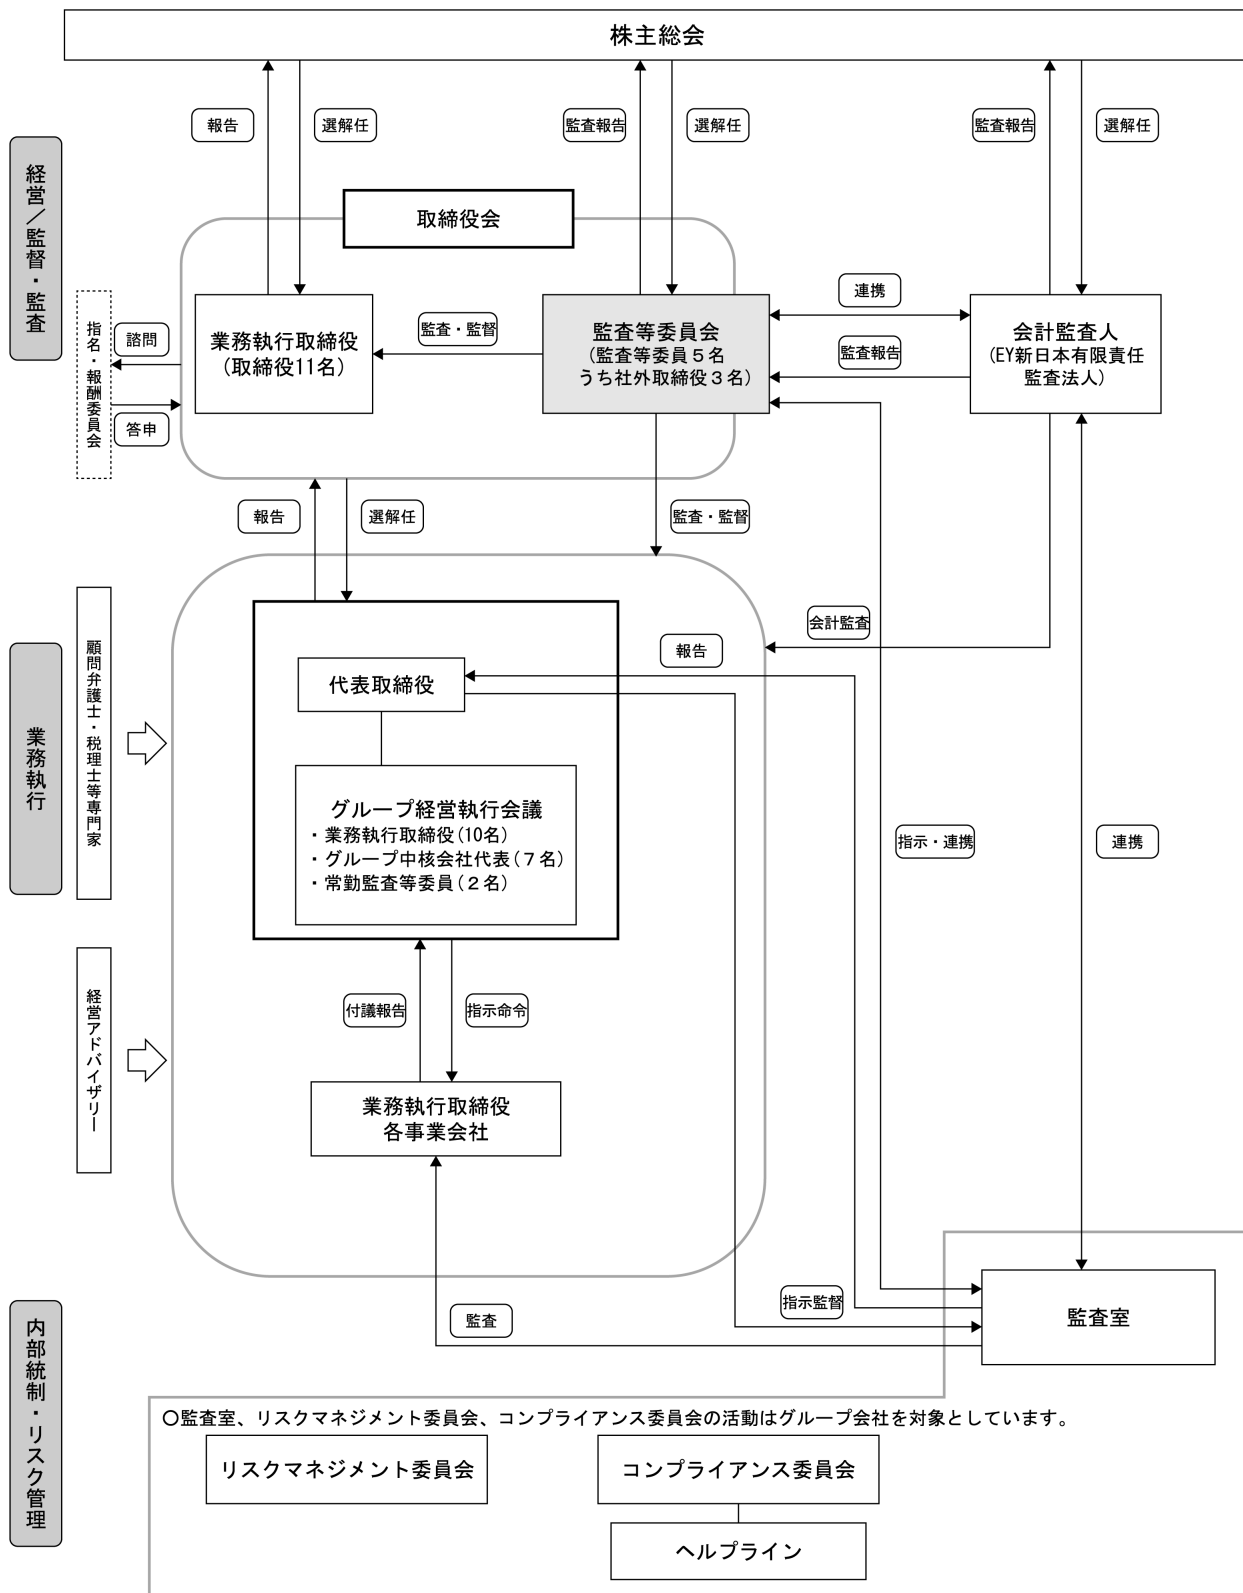 株主総会
報告
選解任
監査報告
選解任
監査報告
選解任
経営／監督・監査
取締役会
指名・報酬委員会
諮問
答申
業務執行取締役
(取締役11名)
監査・監督
監査等委員会
(監査等委員５名
うち社外取締役３名)
連携
監査報告
会計監査人
(EY新日本有限責任
監査法人)
報告
選解任
監査・監督
業務執行
顧問弁護士・税理士等専門家
会計監査
報告
代表取締役
グループ経営執行会議
・業務執行取締役(10名)
・グループ中核会社代表(７名)
・常勤監査等委員(２名)
指示・連携
連携
経営アドバイザリー
付議報告
指示命令
業務執行取締役
各事業会社
指示監督
監査
監査室
内部統制・リスク管理
〇監査室、リスクマネジメント委員会、コンプライアンス委員会の活動はグループ会社を対象としています。
リスクマネジメント委員会
コンプライアンス委員会
ヘルプライン